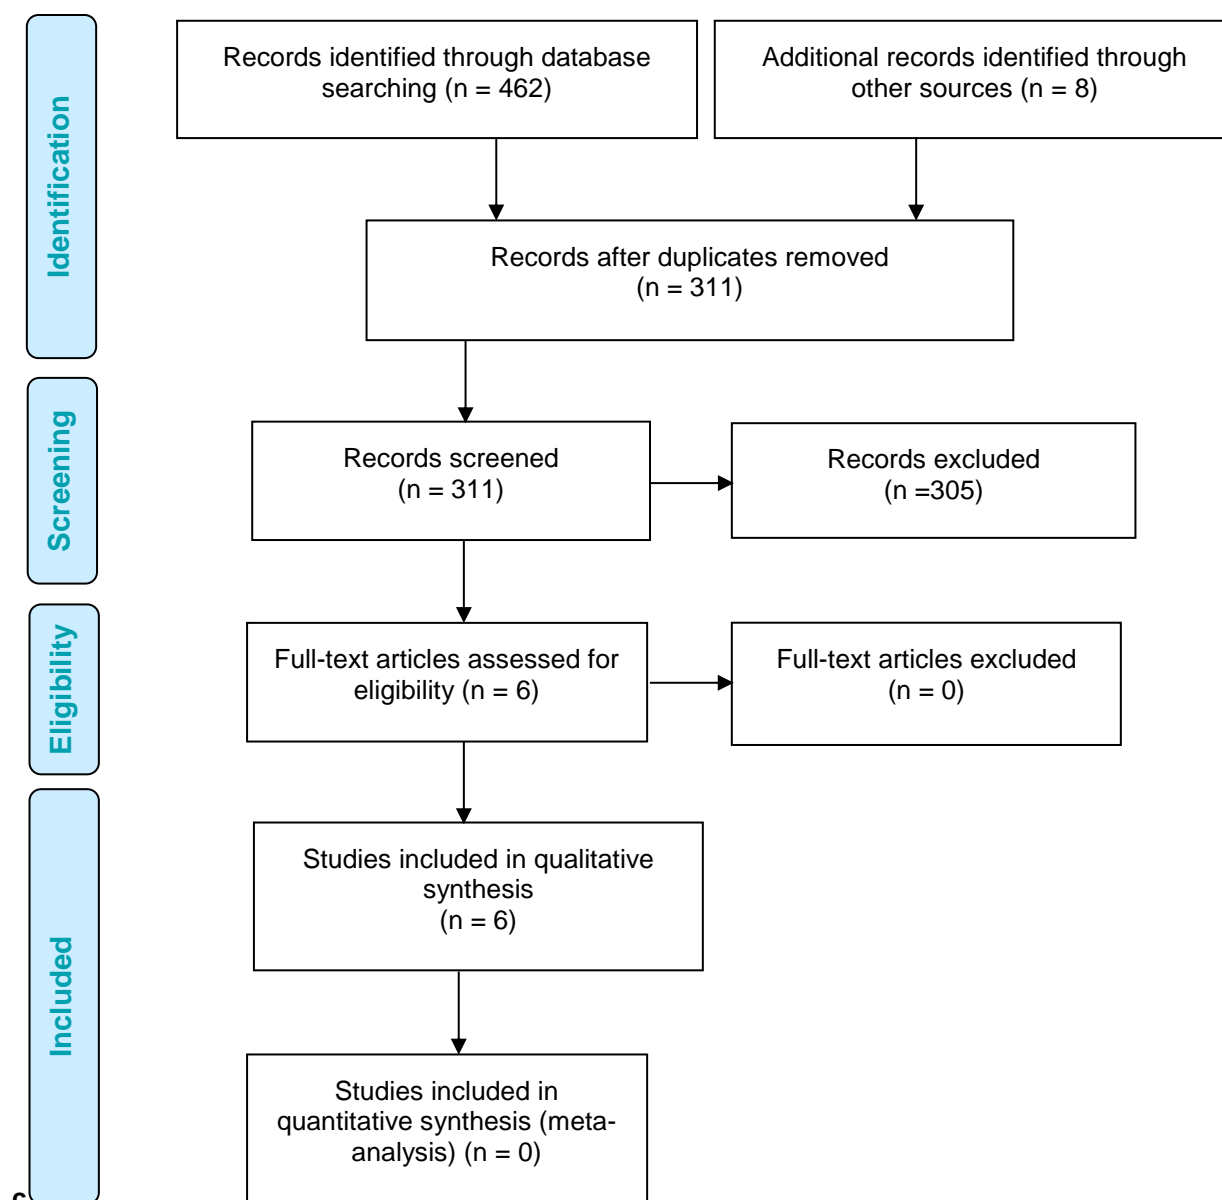 Identification
Records identified through database
searching (n = 462)
Additional records identified through
other sources (n = 8)
Records after duplicates removed
(n = 311)
Screening
Records screened
(n = 311)
Records excluded
(n =305)
Eligibility
Full-text articles assessed for
eligibility (n = 6)
Full-text articles excluded
(n = 0)
Included
Studies included in qualitative
synthesis
(n = 6)
Studies included in
quantitative synthesis (meta-
analysis) (n = 0)